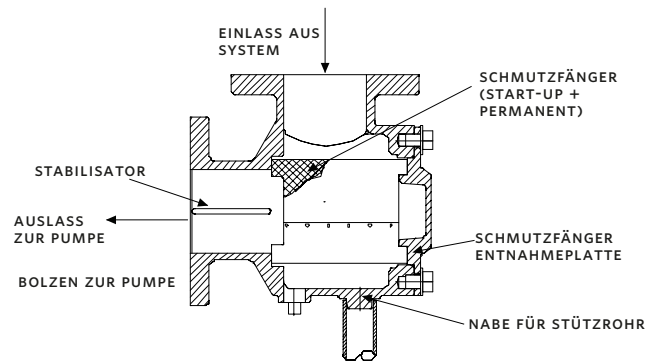 EINLASS AUS
SYSTEM
SCHMUTZFÄNGER
(START-UP +
PERMANENT)
STABILISATOR
AUSLASS
ZUR PUMPE
SCHMUTZFÄNGER
ENTNAHMEPLATTE
BOLZEN ZUR PUMPE
NABE FÜR STÜTZROHR